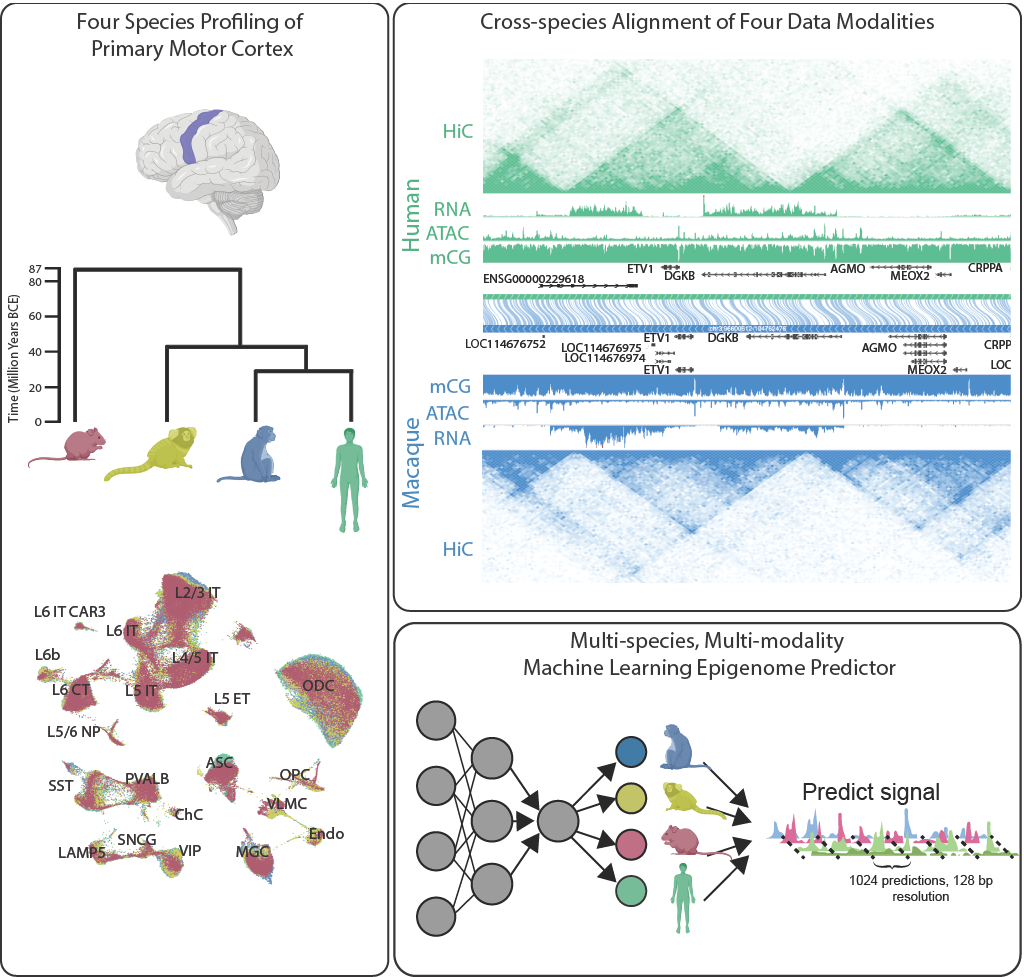 Four Species Profiling of
Primary Motor Cortex
Time (Million Years BCE)
87
80
60
40
20
0
L2/3 IT
L6 IT CAR3
L6 IT
L6b
L4/5 IT
L6 CT
L5 IT
ODC
L5 ET
L5/6 NP
ASC
SST
PVALB
OPC
ChC
VLMC
SNCG
Endo
LAMP5
VIP
MGC
Cross-species Alignment of Four Data Modalities
Human
HiC
RNA
ATAC
mCG
ETV1
DGKB
AGMO
MEOX2
CRPPA
ENSG00000229618
LOC114676752
ETV1
DGKB
LOC114676975
LOC114676974
ETV1
AGMO
MEOX2
CRPP
LOC
Macaque
mCG
ATAC
RNA
HiC
Multi-species, Multi-modality
Machine Learning Epigenome Predictor
Predict signal
1024 predictions, 128 bp
resolution